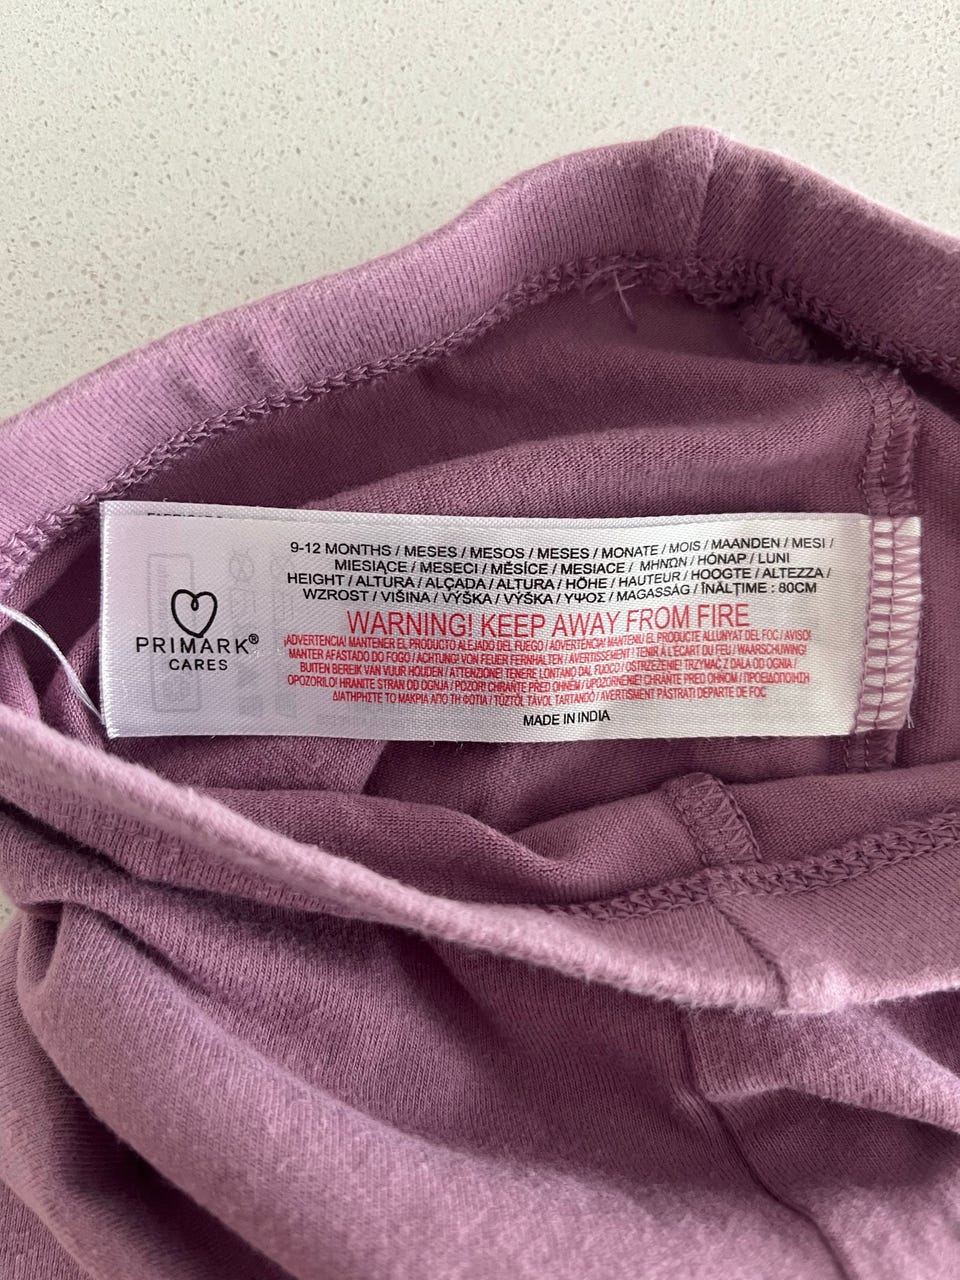 PRIMARK®
CARES
9-12 MONTHS / MESES / MESOS / MESES / MONATE / MOIS / MAANDEN / MESI /
MIESIĄCE / MESECI / MĚSÍCE / MESIACE / ΜΗΝΩΝ / HÓNAP / LUNI
HEIGHT / ALTURA / ALÇADA / ALTURA / HÖHE / HAUTEUR / HOOGTE / ALTEZZA /
WZROST / VIŠINA / VÝŠKA / VÝŠKA / ΥΨΟΣ / MAGASSÁG / ÎNĂLȚIME : 80CM
WARNING! KEEP AWAY FROM FIRE
¡ADVERTENCIA! MANTENER EL PRODUCTO ALEJADO DEL FUEGO / ADVERTÈNCIA! MANTENIU EL PRODUCTE ALLUNYAT DEL FOC / AVISO!
MANTER AFASTADO DO FOGO / ACHTUNG! VON FEUER FERNHALTEN / AVERTISSEMENT ! TENIR À L'ÉCART DU FEU / WAARSCHUWING!
BUITEN BEREIK VAN VUUR HOUDEN / ATTENZIONE! TENERE LONTANO DAL FUOCO / OSTRZEŻENIE! TRZYMAĆ Z DALA OD OGNIA /
OPOZORILO! HRANITE STRAN OD OGNJA / POZOR! CHRAŇTE PŘED OHNĚM / UPOZORNENIE! CHRÁŇTE PRED OHŇOM / ΠΡΟΕΙΔΟΠΟΙΗΣΗ
ΔΙΑΤΗΡΗΣΤΕ ΤΟ ΜΑΚΡΙΑ ΑΠΟ ΤΗ ΦΩΤΙΑ / TŰZTŐL TÁVOL TARTANDÓ / AVERTISMENT PĂSTRAȚI DEPARTE DE FOC
MADE IN INDIA